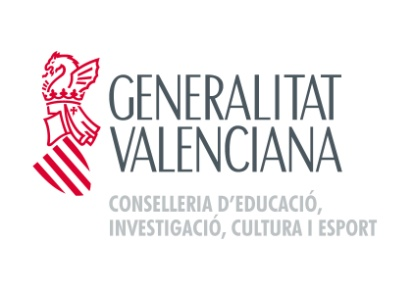 GENERALITAT
VALENCIANA
CONSELLERIA D'EDUCACIÓ,
INVESTIGACIÓ, CULTURA I ESPORT